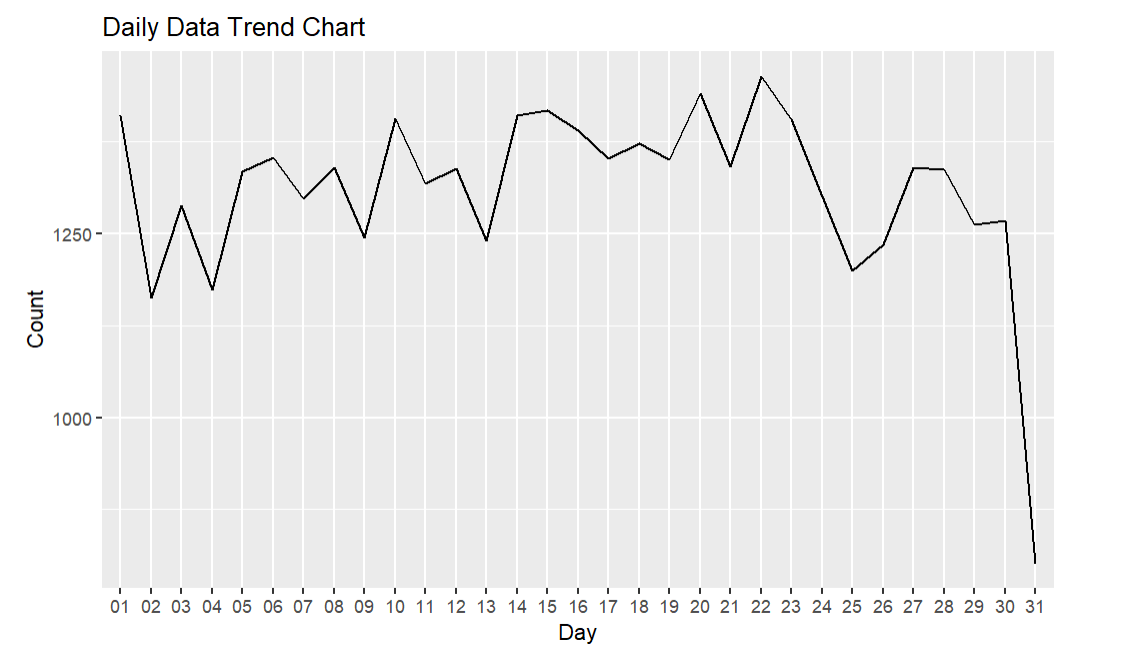 Daily Data Trend Chart
Count
1250
1000
01 02 03 04 05 06 07 08 09 10 11 12 13 14 15 16 17 18 19 20 21 22 23 24 25 26 27 28 29 30 31
Day